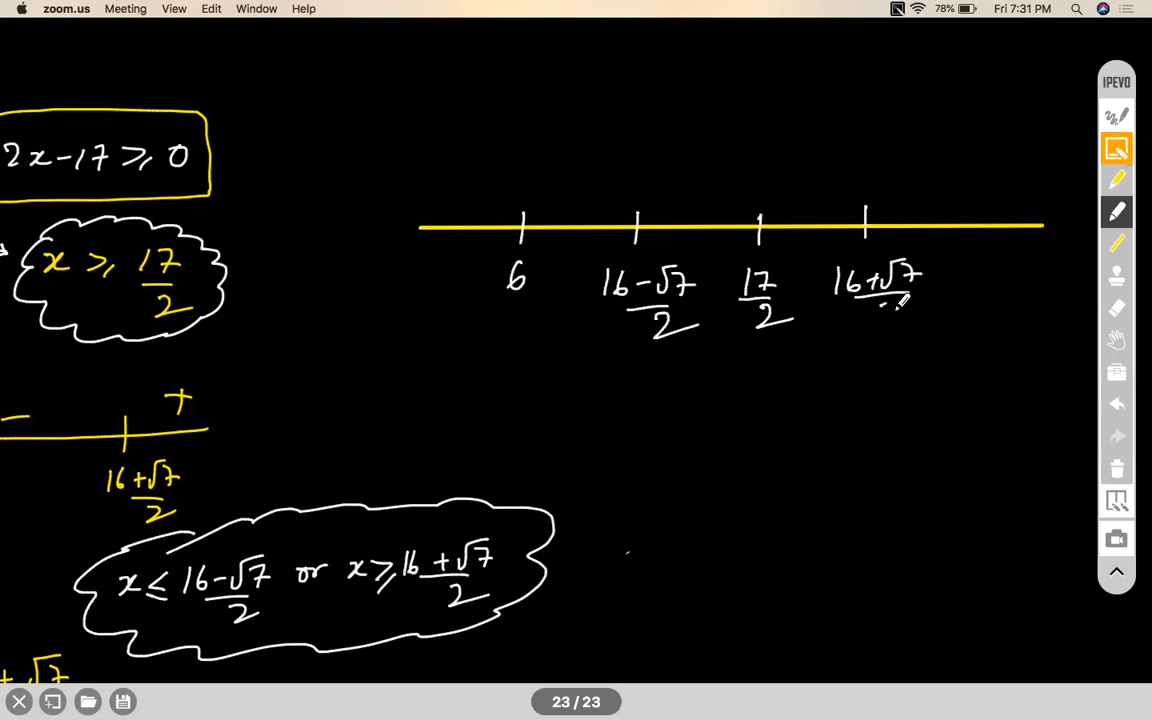 zoom.us Meeting View Edit Window Help 78% Fri 7:31 PM
IPEVO
2x-17 ≥ 0
x ≥ 17/2
6 16-√7/2 17/2 16+√7
- +
16+√7/2
x ≤ 16-√7/2 or x ≥ 16+√7/2
+ √7
23 / 23